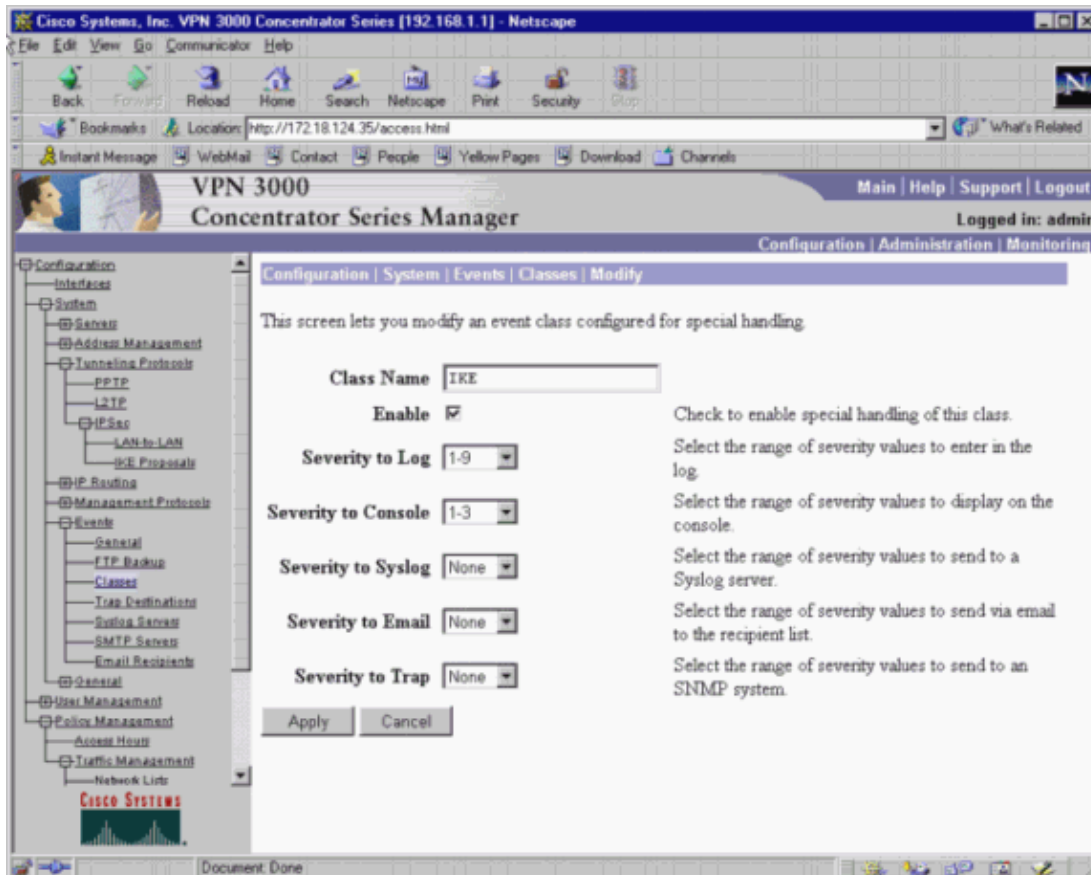 Cisco Systems, Inc. VPN 3000 Concentrator Series [192.168.1.1] - Netscape
File Edit View Go Communicator Help
Back Forward Reload Home Search Netscape Print Security Stop
N
Bookmarks Location: http://172.18.124.35/access.html What's Related
Instant Message WebMail Contact People Yellow Pages Download Channels
VPN 3000
Concentrator Series Manager
Main | Help | Support | Logout
Logged in: admin
Configuration | Administration | Monitoring
Configuration
Interfaces
System
Servers
Address Management
Tunneling Protocols
PPTP
L2TP
IPSec
LAN-to-LAN
IKE Proposals
IP Routing
Management Protocols
Events
General
FTP Backup
Classes
Trap Destinations
Syslog Servers
SMTP Servers
Email Recipients
General
User Management
Policy Management
Access Hours
Traffic Management
Network Lists
CISCO SYSTEMS
Configuration | System | Events | Classes | Modify
This screen lets you modify an event class configured for special handling.
Class Name IKE
Enable Check to enable special handling of this class.
Severity to Log 1-9 Select the range of severity values to enter in the
log.
Severity to Console 1-3 Select the range of severity values to display on the
console.
Severity to Syslog None Select the range of severity values to send to a
Syslog server.
Severity to Email None Select the range of severity values to send via email
to the recipient list.
Severity to Trap None Select the range of severity values to send to an
SNMP system.
Apply Cancel
Document: Done